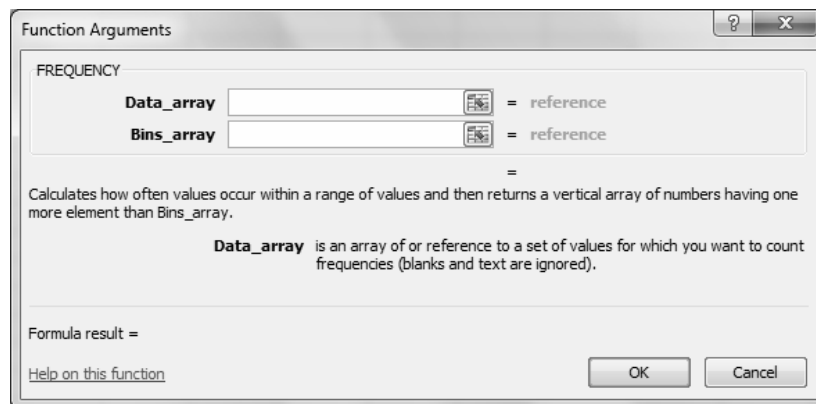 Function Arguments
FREQUENCY
Data_array = reference
Bins_array = reference
=
Calculates how often values occur within a range of values and then returns a vertical array of numbers having one
more element than Bins_array.
Data_array is an array of or reference to a set of values for which you want to count
frequencies (blanks and text are ignored).
Formula result =
Help on this function
OK Cancel